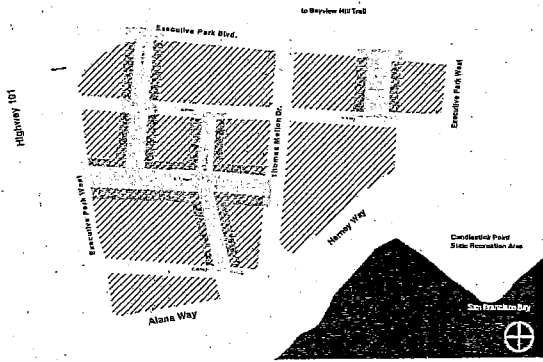 to Bayview Hill Trail
Executive Park Blvd.
Highway 101
Executive Park West
Thomas Mellon Dr.
Executive Park West
Harney Way
Candlestick Point
State Recreation Area
San Francisco Bay
Alana Way